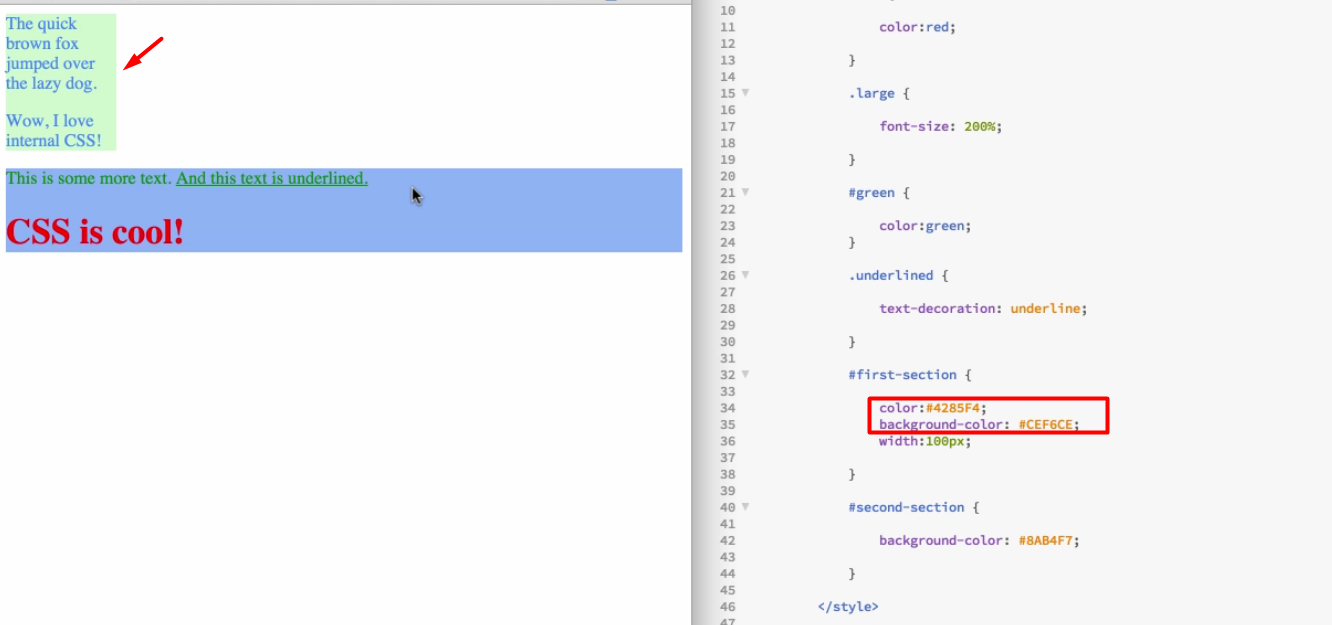 The quick
brown fox
jumped over
the lazy dog.
Wow, I love
internal CSS!
This is some more text. And this text is underlined.
CSS is cool!
10
11 color:red;
12
13 }
14
15 .large {
16
17 font-size: 200%;
18
19 }
20
21 #green {
22
23 color:green;
24 }
25
26 .underlined {
27
28 text-decoration: underline;
29
30 }
31
32 #first-section {
33
34 color:#4285F4;
35 background-color: #CEF6CE;
36 width:100px;
37
38 }
39
40 #second-section {
41
42 background-color: #8AB4F7;
43
44 }
45
46 </style>
47